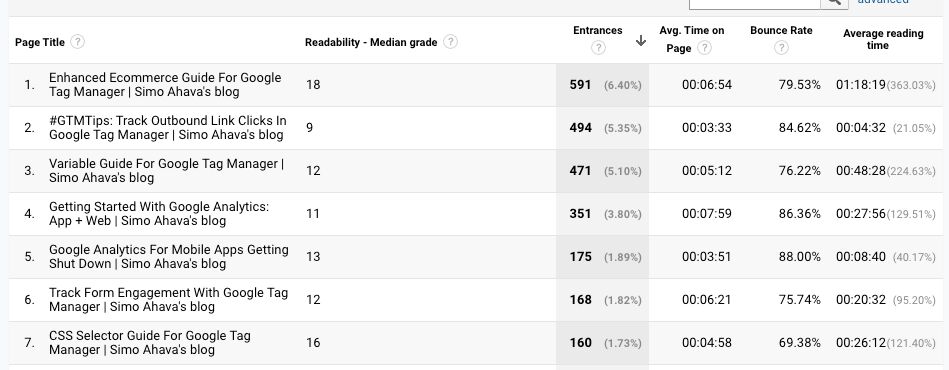 advanced
Page Title ? Readability - Median grade ? Entrances ? ↓ Avg. Time on Page ? Bounce Rate ? Average reading time
1. Enhanced Ecommerce Guide For Google Tag Manager | Simo Ahava's blog 18 591 (6.40%) 00:06:54 79.53% 01:18:19(363.03%)
2. #GTMTips: Track Outbound Link Clicks In Google Tag Manager | Simo Ahava's blog 9 494 (5.35%) 00:03:33 84.62% 00:04:32 (21.05%)
3. Variable Guide For Google Tag Manager | Simo Ahava's blog 12 471 (5.10%) 00:05:12 76.22% 00:48:28(224.63%)
4. Getting Started With Google Analytics: App + Web | Simo Ahava's blog 11 351 (3.80%) 00:07:59 86.36% 00:27:56(129.51%)
5. Google Analytics For Mobile Apps Getting Shut Down | Simo Ahava's blog 13 175 (1.89%) 00:03:51 88.00% 00:08:40 (40.17%)
6. Track Form Engagement With Google Tag Manager | Simo Ahava's blog 12 168 (1.82%) 00:06:21 75.74% 00:20:32 (95.20%)
7. CSS Selector Guide For Google Tag Manager | Simo Ahava's blog 16 160 (1.73%) 00:04:58 69.38% 00:26:12(121.40%)